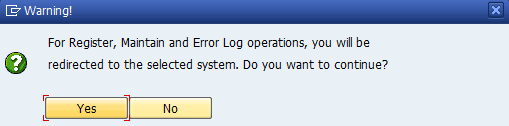 Warning!
For Register, Maintain and Error Log operations, you will be
redirected to the selected system. Do you want to continue?
Yes No